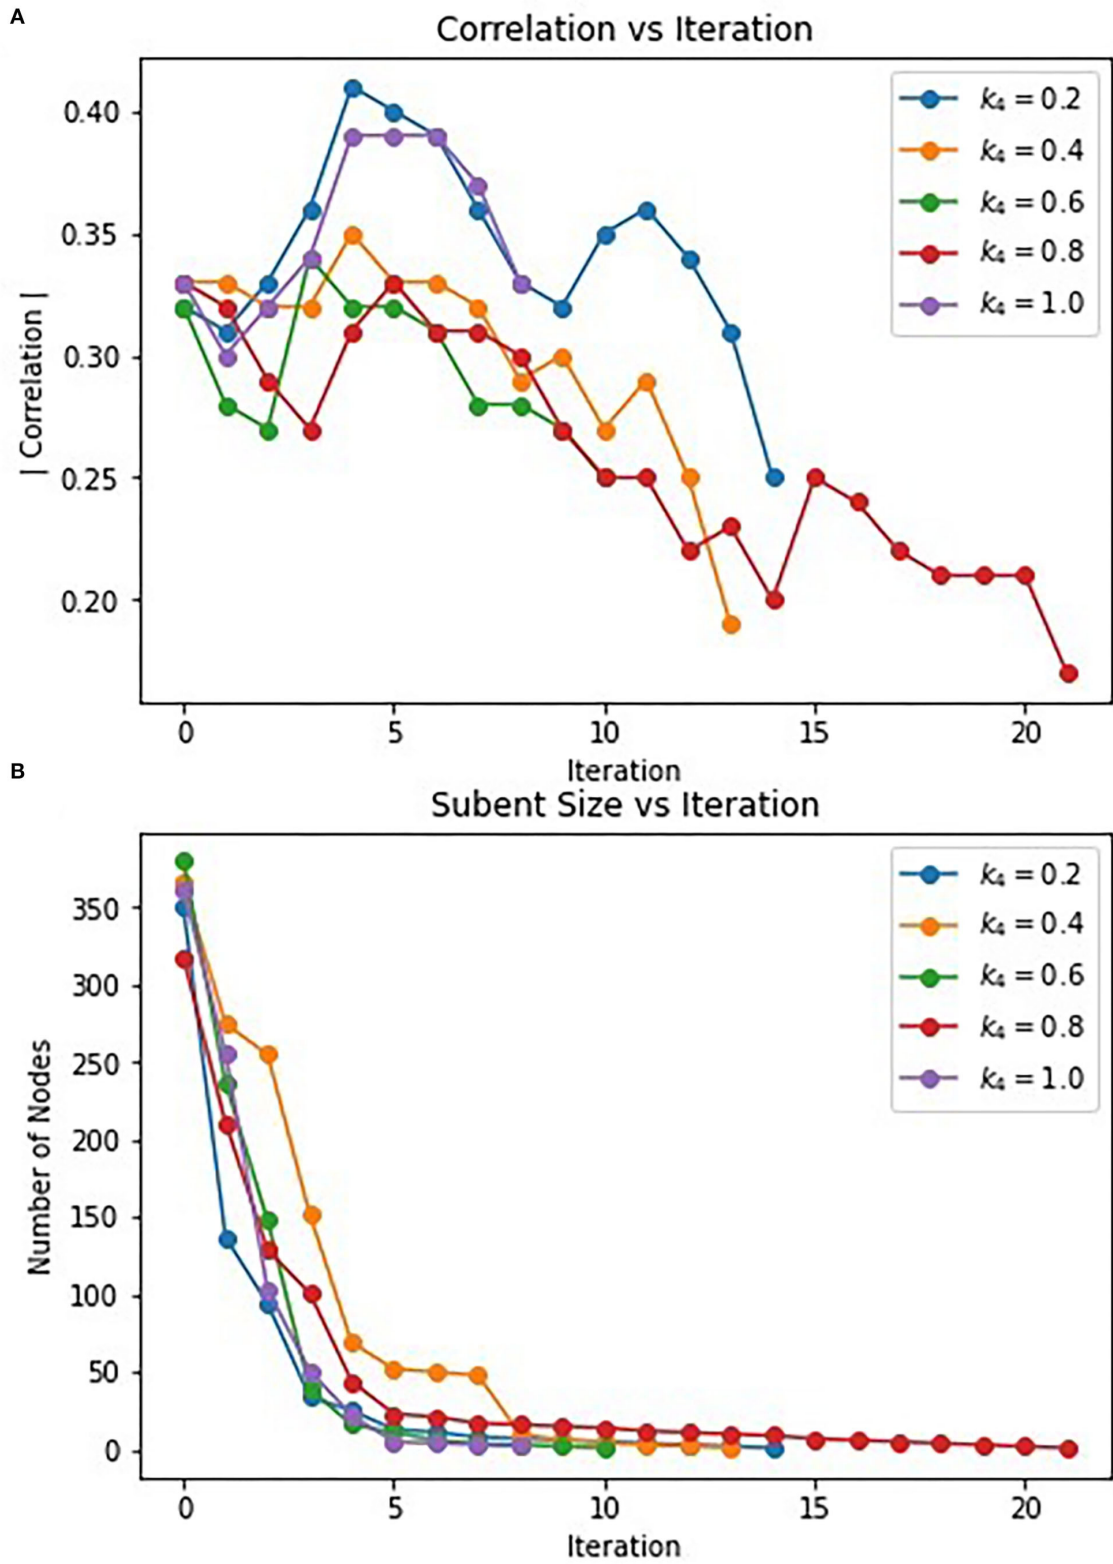 A
Correlation vs Iteration
0.40
0.35
0.30
0.25
0.20
| Correlation |
k₄ = 0.2
k₄ = 0.4
k₄ = 0.6
k₄ = 0.8
k₄ = 1.0
0 5 10 15 20
Iteration
B
Subent Size vs Iteration
350
300
250
200
150
100
50
0
Number of Nodes
k₄ = 0.2
k₄ = 0.4
k₄ = 0.6
k₄ = 0.8
k₄ = 1.0
0 5 10 15 20
Iteration